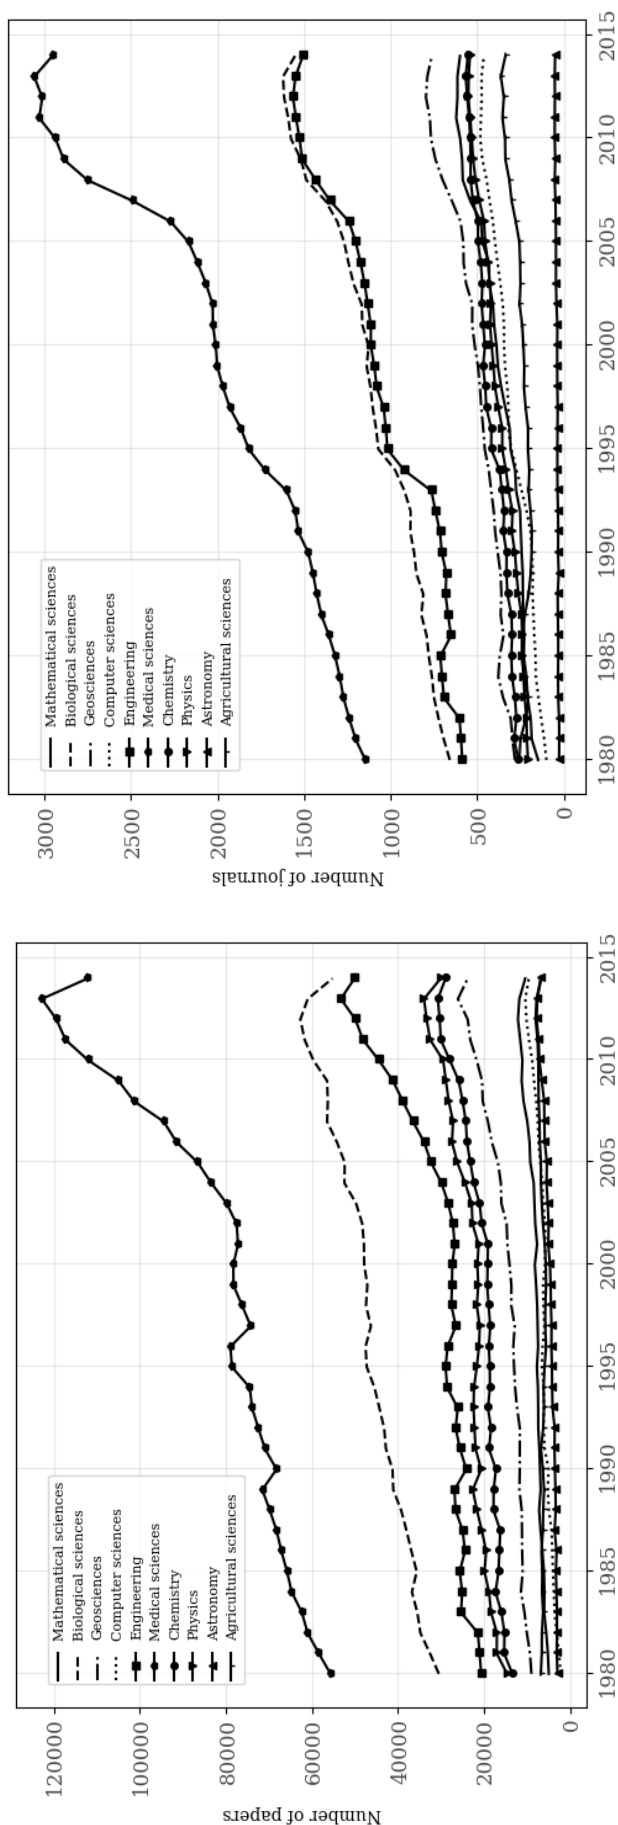 Number of papers
120000
100000
80000
60000
40000
20000
0
1980
1985
1990
1995
2000
2005
2010
2015
Mathematical sciences
Biological sciences
Geosciences
Computer sciences
Engineering
Medical sciences
Chemistry
Physics
Astronomy
Agricultural sciences
Number of journals
3000
2500
2000
1500
1000
500
0
1980
1985
1990
1995
2000
2005
2010
2015
Mathematical sciences
Biological sciences
Geosciences
Computer sciences
Engineering
Medical sciences
Chemistry
Physics
Astronomy
Agricultural sciences